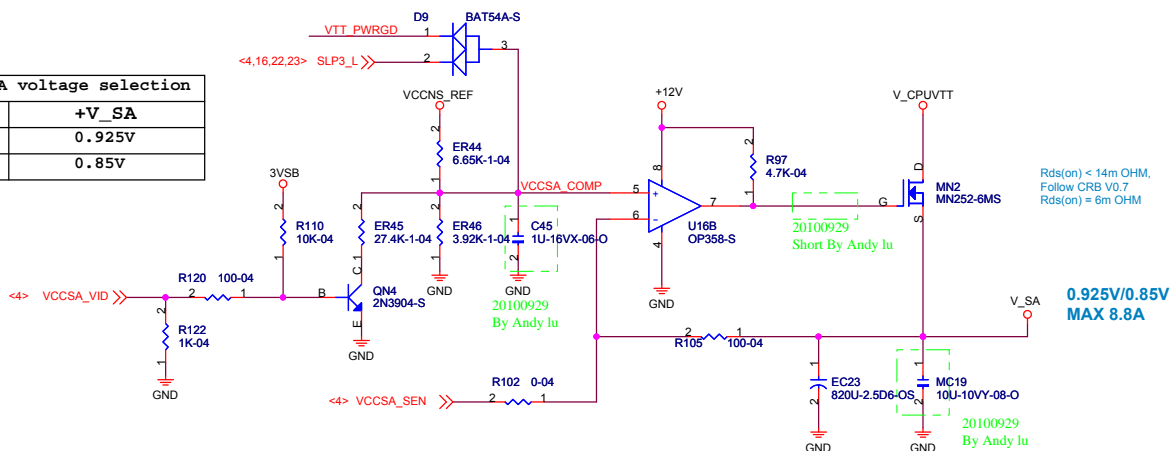 D9
BAT54A-S
VTT_PWRGD
1
<4,16,22,23> SLP3_L
2
3
A voltage selection
+V_SA
0.925V
0.85V
VCCNS_REF
+12V
V_CPUVTT
2
ER44
6.65K-1-04
1
2
R97
4.7K-04
1
3VSB
2
R110
10K-04
1
2
ER45
27.4K-1-04
1
2
ER46
3.92K-1-04
1
VCCSA_COMP
1
C45
1U-16VX-06-O
2
5
+
6
-
8
7
4
U16B
OP358-S
D
G
S
MN2
MN252-6MS
Rds(on) < 14m OHM,
Follow CRB V0.7
Rds(on) = 6m OHM
20100929
Short By Andy lu
GND
GND
GND
20100929
By Andy lu
<4> VCCSA_VID
R120 100-04
2
1
B
C
E
QN4
2N3904-S
2
R122
1K-04
1
GND
GND
V_SA
0.925V/0.85V
MAX 8.8A
2
R105
1
100-04
R102 0-04
<4> VCCSA_SEN
2
1
1
EC23
820U-2.5D6-OS
2
1
MC19
10U-10VY-08-O
2
GND
GND
20100929
By Andy lu